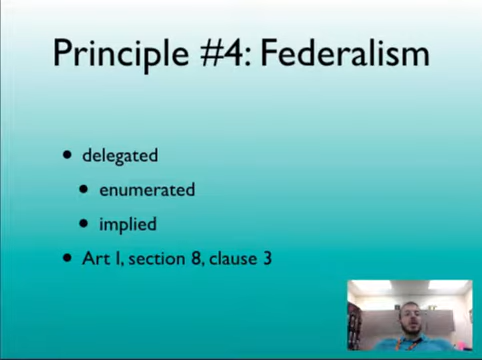 Principle #4: Federalism
• delegated
• enumerated
• implied
• Art I, section 8, clause 3